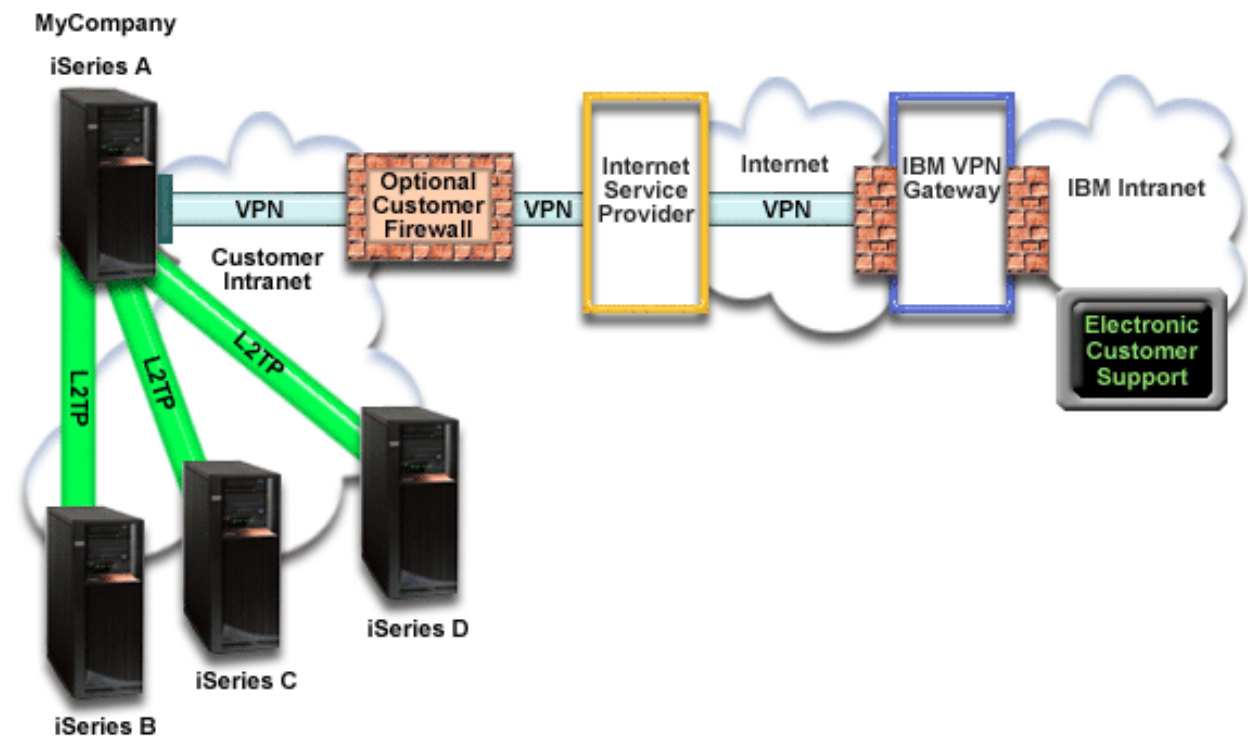 MyCompany
iSeries A
VPN
Customer
Intranet
Optional
Customer
Firewall
VPN
Internet
Service
Provider
Internet
VPN
IBM VPN
Gateway
IBM Intranet
Electronic
Customer
Support
L2TP
L2TP
L2TP
iSeries D
iSeries C
iSeries B